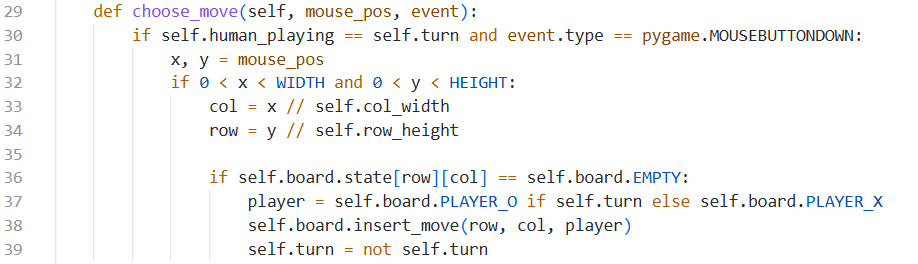 29 def choose_move(self, mouse_pos, event):
30 if self.human_playing == self.turn and event.type == pygame.MOUSEBUTTONDOWN:
31 x, y = mouse_pos
32 if 0 < x < WIDTH and 0 < y < HEIGHT:
33 col = x // self.col_width
34 row = y // self.row_height
35
36 if self.board.state[row][col] == self.board.EMPTY:
37 player = self.board.PLAYER_O if self.turn else self.board.PLAYER_X
38 self.board.insert_move(row, col, player)
39 self.turn = not self.turn